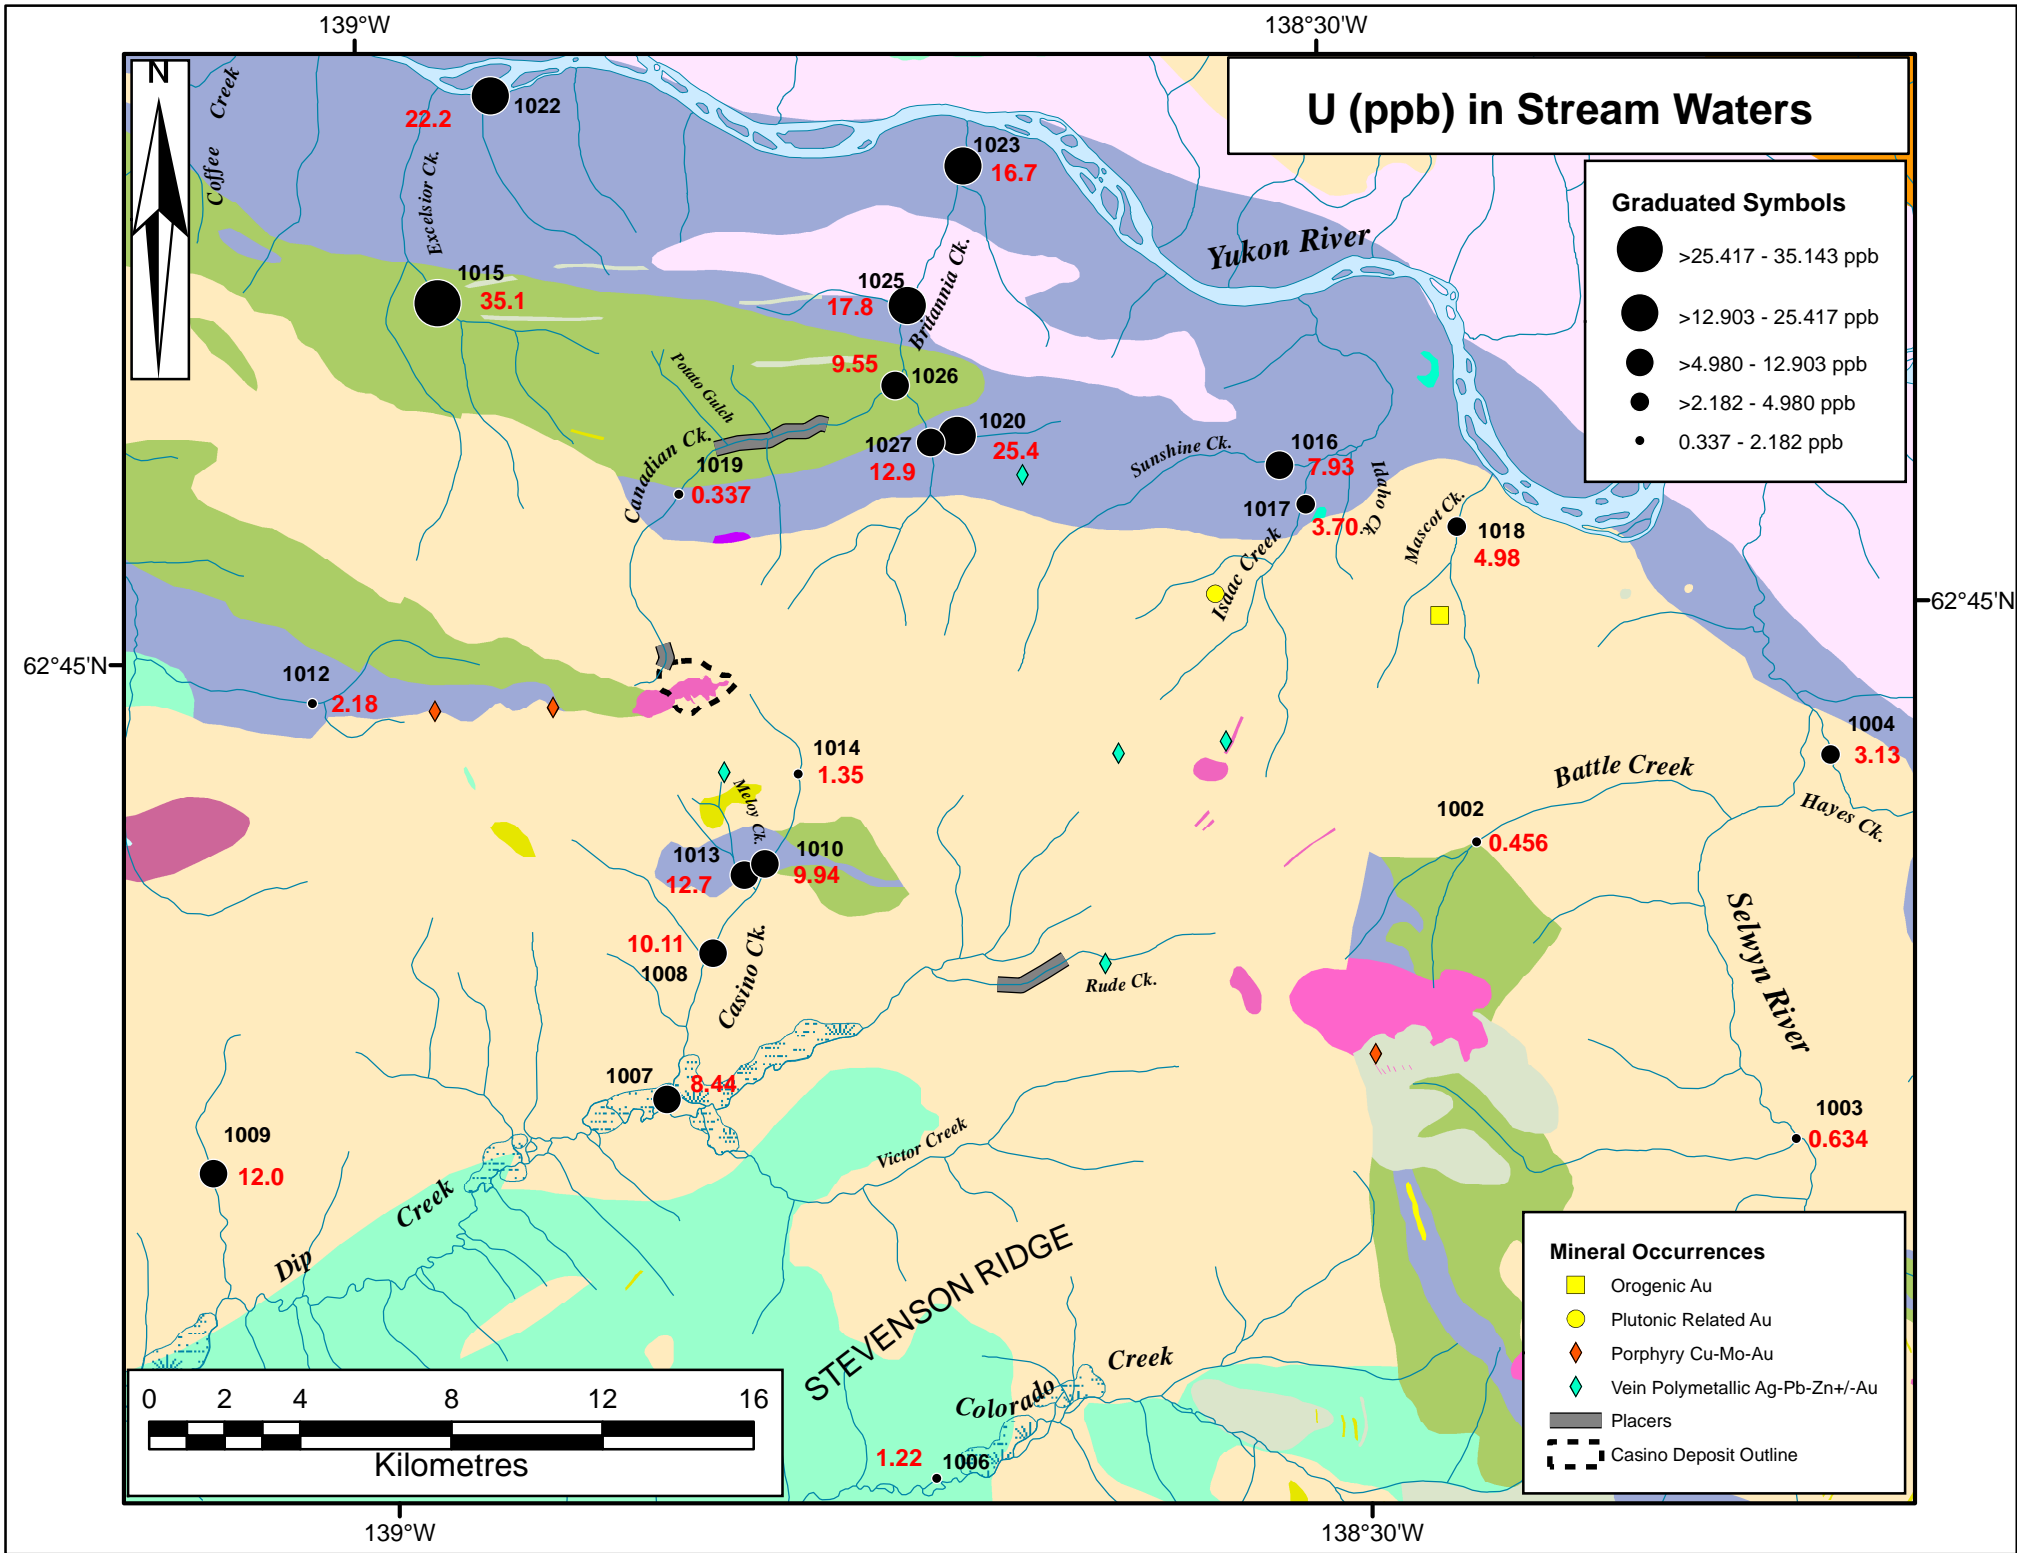 139°W
138°30'W
N
U (ppb) in Stream Waters
Coffee Creek
22.2
1022
1023
16.7
Graduated Symbols
>25.417 - 35.143 ppb
>12.903 - 25.417 ppb
>4.980 - 12.903 ppb
>2.182 - 4.980 ppb
0.337 - 2.182 ppb
Excelsior Ck.
Yukon River
Britannia Ck.
1015
35.1
1025
17.8
9.55
1026
Potato Gulch
1020
25.4
1027
12.9
Canadian Ck.
1019
0.337
Sunshine Ck.
1016
7.93
1017
3.70
Idaho Ck.
Mascot Ck.
1018
4.98
Isaac Creek
62°45'N
62°45'N
1012
2.18
1004
3.13
1014
1.35
Battle Creek
Hayes Ck.
1002
0.456
Meloy Ck.
1013
12.7
1010
9.94
Selwyn River
10.11
1008
Casino Ck.
Rude Ck.
1007
8.44
1009
12.0
1003
0.634
Victor Creek
Dip Creek
STEVENSON RIDGE
Colorado Creek
1.22
1006
Mineral Occurrences
Orogenic Au
Plutonic Related Au
Porphyry Cu-Mo-Au
Vein Polymetallic Ag-Pb-Zn+/-Au
Placers
Casino Deposit Outline
0 2 4 8 12 16
Kilometres
139°W
138°30'W